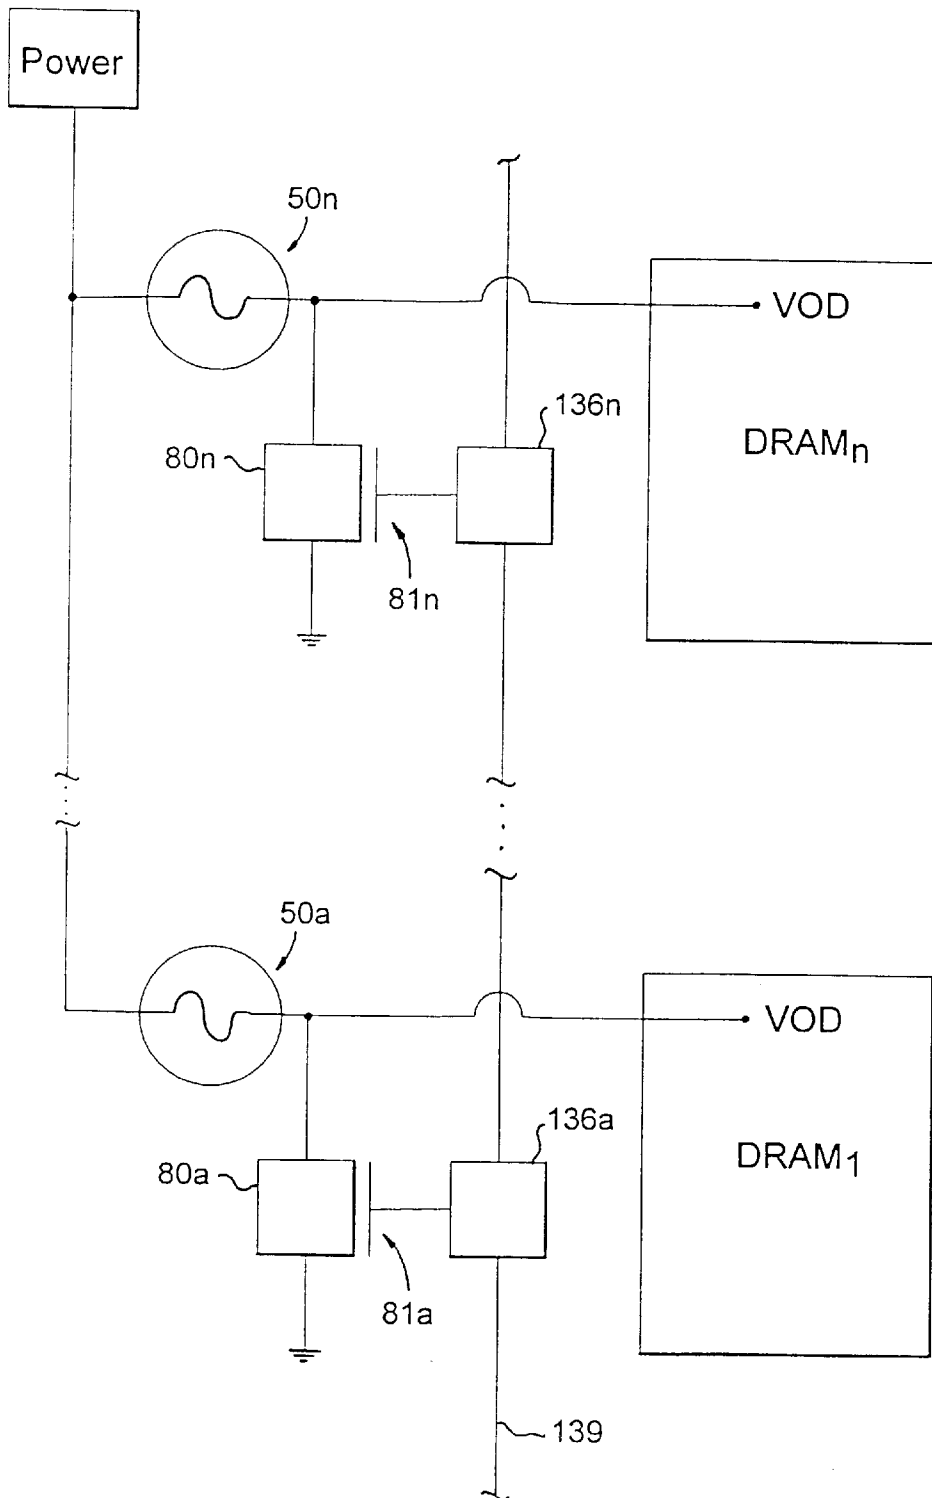 Power
50n
VOD
136n
DRAMn
80n
81n
50a
VOD
136a
DRAM1
80a
81a
139